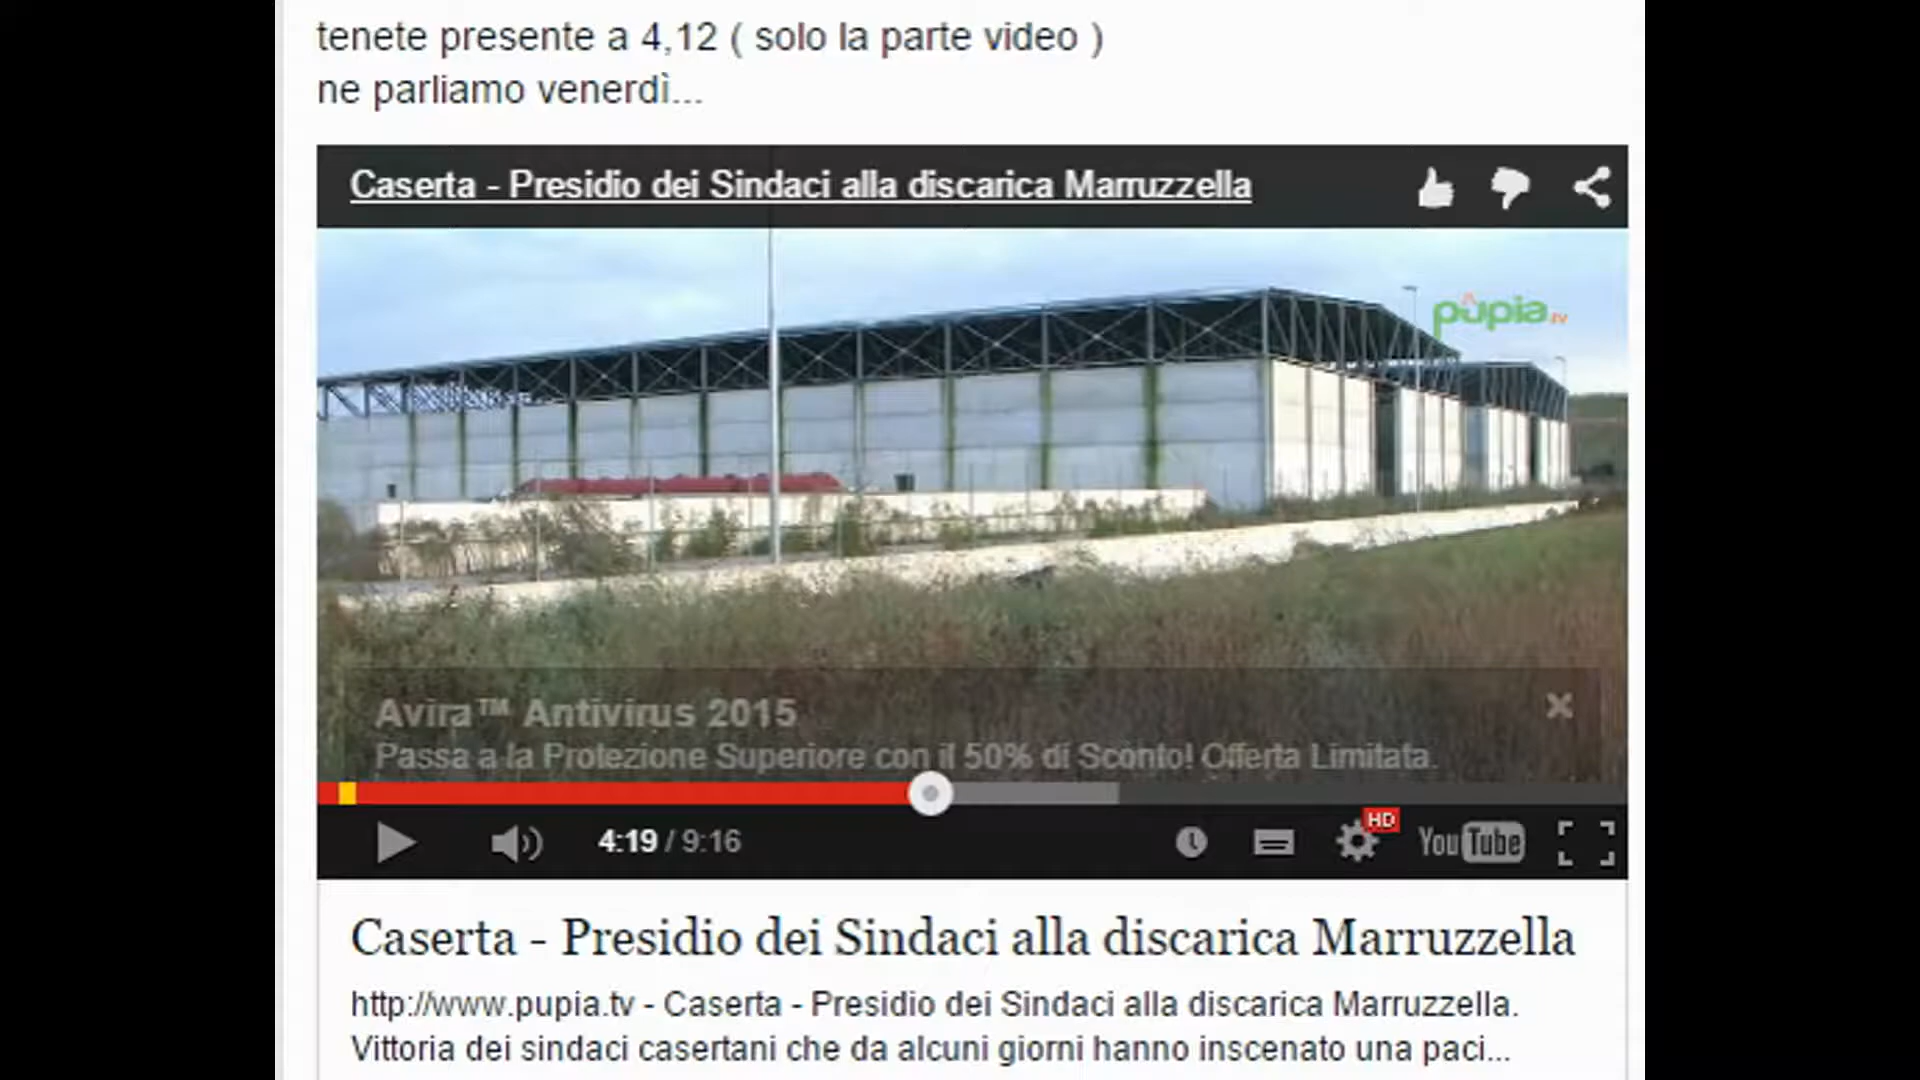 tenete presente a 4,12 ( solo la parte video )
ne parliamo venerdì...
Caserta - Presidio dei Sindaci alla discarica Marruzzella
pupia.tv
Avira™ Antivirus 2015
Passa a la Protezione Superiore con il 50% di Sconto! Offerta Limitata.
4:19 / 9:16
HD
YouTube
Caserta - Presidio dei Sindaci alla discarica Marruzzella
http://www.pupia.tv - Caserta - Presidio dei Sindaci alla discarica Marruzzella.
Vittoria dei sindaci casertani che da alcuni giorni hanno inscenato una paci...